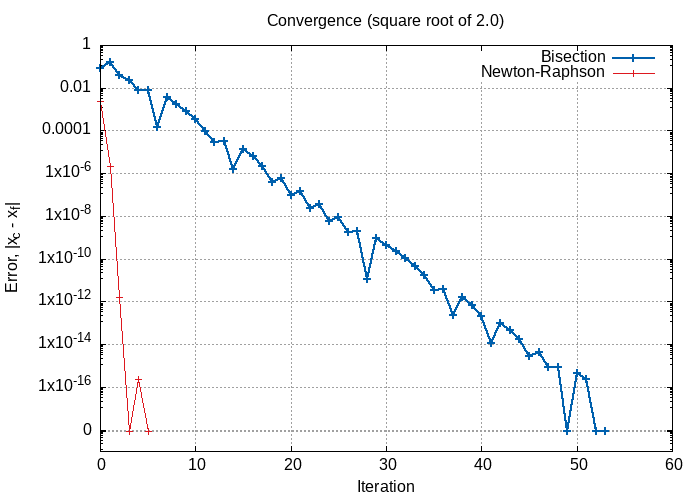 Convergence (square root of 2.0)
Bisection
Newton-Raphson
1
0.01
0.0001
1x10-6
1x10-8
1x10-10
1x10-12
1x10-14
1x10-16
0
Error, |xc - xf|
0 10 20 30 40 50 60
Iteration